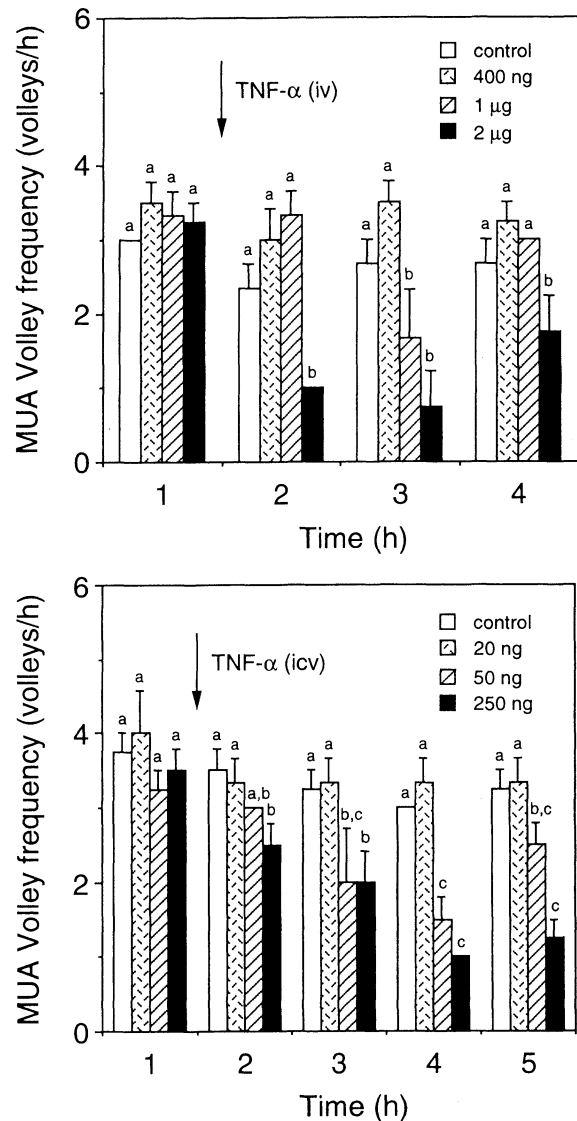 MUA Volley frequency (volleys/h)
6
4
2
0
TNF-α (iv)
control
400 ng
1 μg
2 μg
a a a a
a a a b
a a b b
a a a b
1 2 3 4
Time (h)
MUA Volley frequency (volleys/h)
6
4
2
0
TNF-α (icv)
control
20 ng
50 ng
250 ng
a a a a
a a a,b b
a a b,c b
a a c c
a a b,c c
1 2 3 4 5
Time (h)